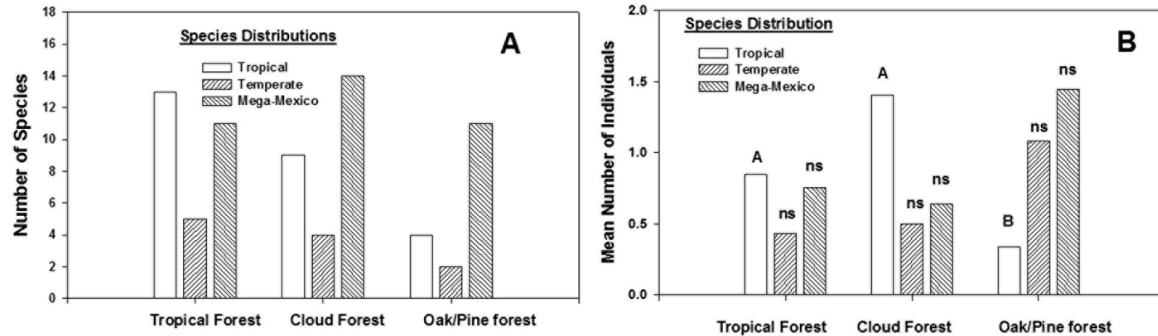 A
Species Distributions
Tropical
Temperate
Mega-Mexico
Number of Species
18
16
14
12
10
8
6
4
2
0
Tropical Forest Cloud Forest Oak/Pine forest
B
Species Distribution
Tropical
Temperate
Mega-Mexico
Mean Number of Individuals
2.0
1.5
1.0
0.5
0.0
A
ns
ns
A
ns
ns
B
ns
ns
Tropical Forest Cloud Forest Oak/Pine forest